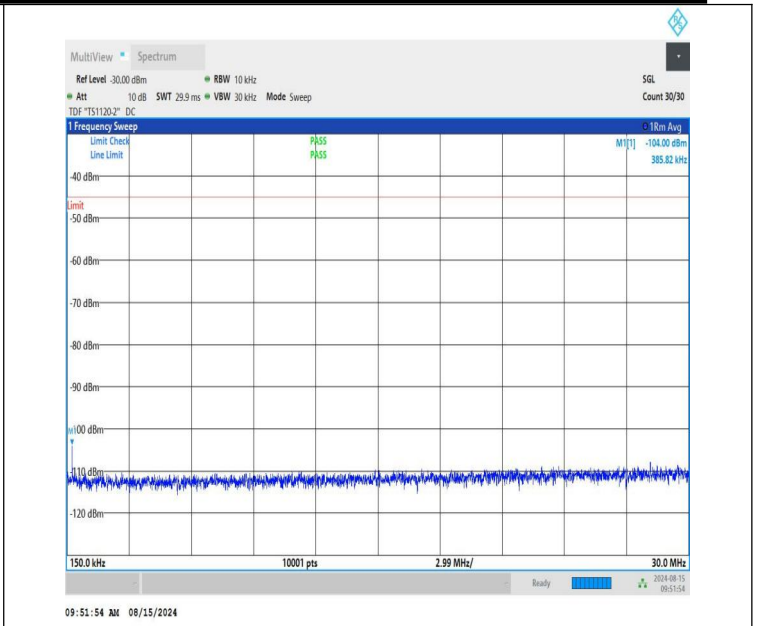 R S
MultiView Spectrum
Ref Level -30.00 dBm RBW 10 kHz SGL
Att 10 dB SWT 29.9 ms VBW 30 kHz Mode Sweep Count 30/30
TDF "TS1120-2" DC
1 Frequency Sweep 1Rm Avg
Limit Check PASS M1[1] -104.00 dBm
Line Limit PASS 385.82 kHz
-40 dBm
Limit
-50 dBm
-60 dBm
-70 dBm
-80 dBm
-90 dBm
M1
-100 dBm
-110 dBm
-120 dBm
150.0 kHz 10001 pts 2.99 MHz/ 30.0 MHz
Ready 2024-08-15
09:51:54
09:51:54 AM 08/15/2024